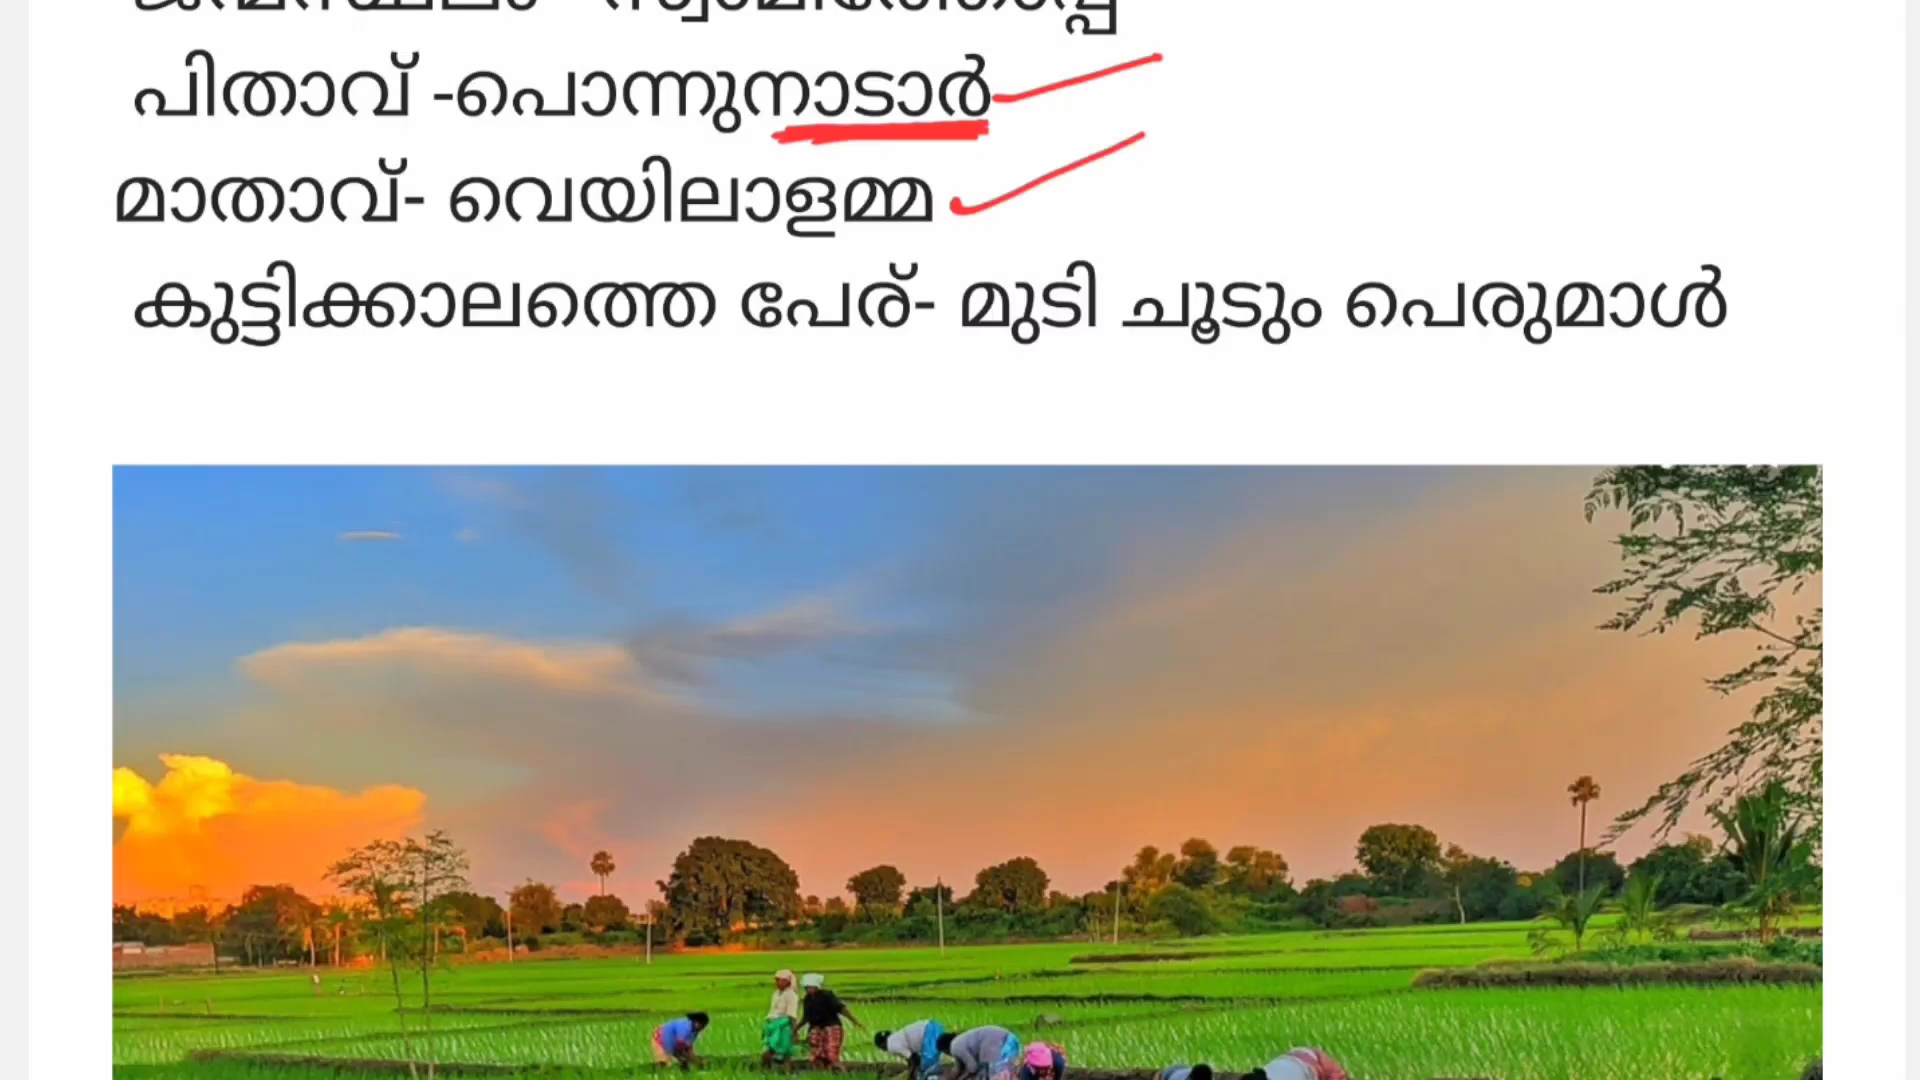 പിതാവ് -പൊന്നുനാടാർ
മാതാവ്- വെയിലാളമ്മ
കുട്ടിക്കാലത്തെ പേര്- മുടി ചൂടും പെരുമാൾ